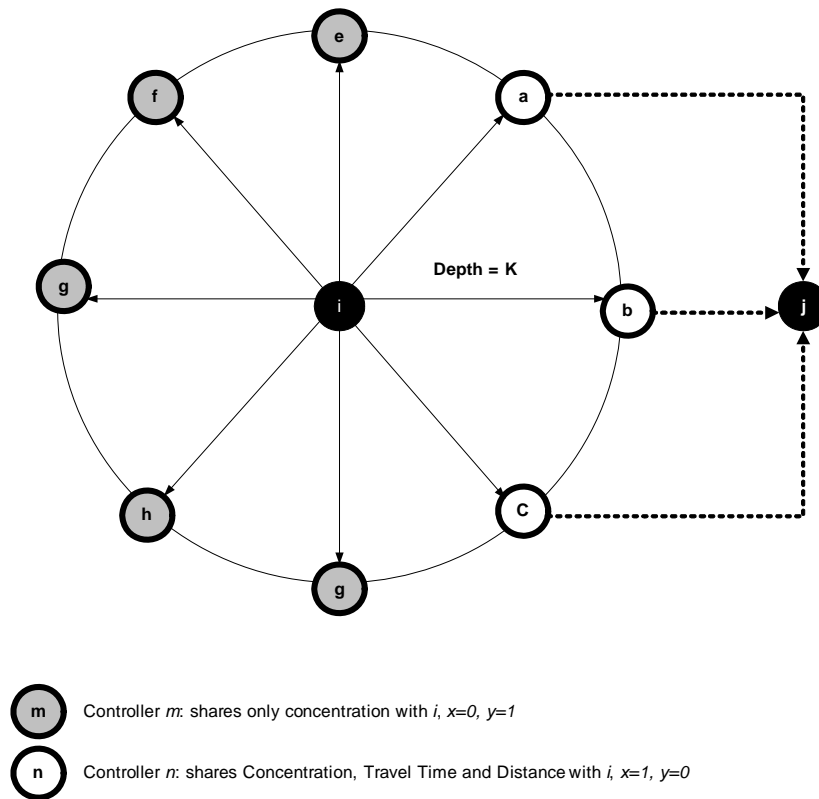 e
f
a
g
Depth = K
i
b
j
h
C
g
m
Controller m: shares only concentration with i, x=0, y=1
n
Controller n: shares Concentration, Travel Time and Distance with i, x=1, y=0